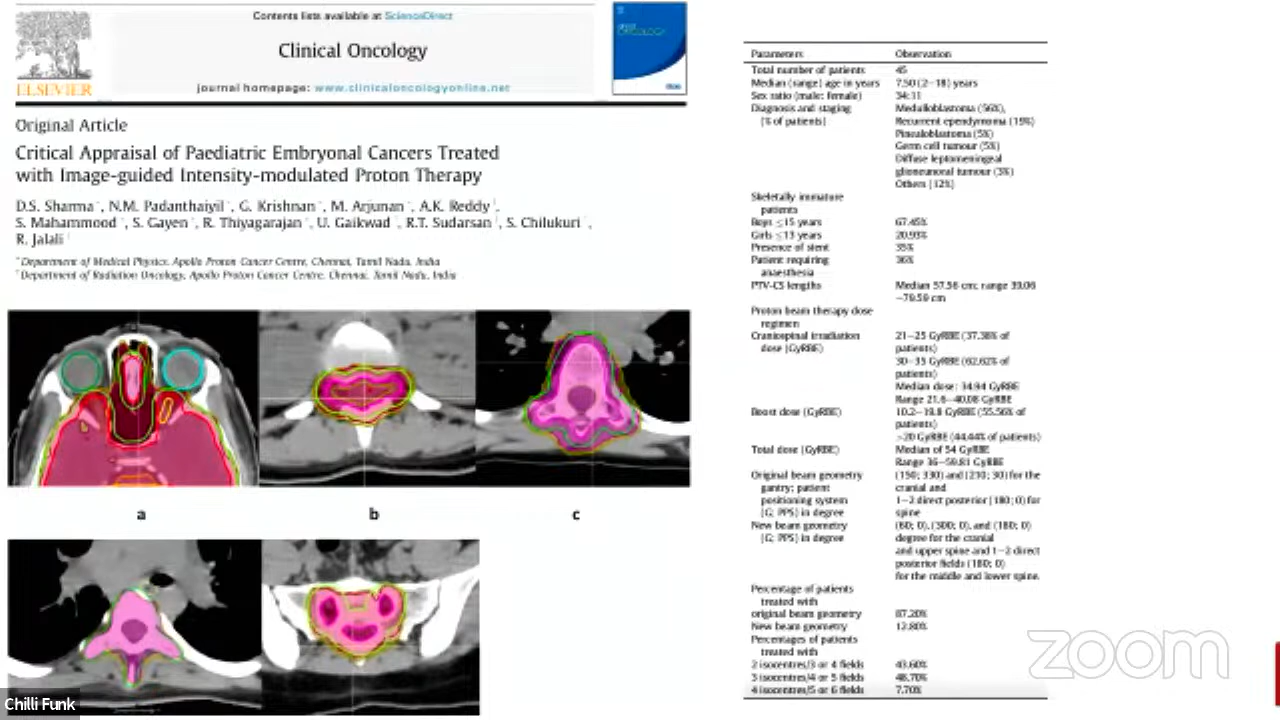 Contents lists available at ScienceDirect
Clinical Oncology
journal homepage: www.clinicaloncologyonline.net
ELSEVIER
Original Article
Critical Appraisal of Paediatric Embryonal Cancers Treated
with Image-guided Intensity-modulated Proton Therapy
D.S. Sharma, N.M. Padanthaiyil, G. Krishnan, M. Arjunan, A.K. Reddy,
S. Mahammood, S. Gayen, R. Thiyagarajan, U. Gaikwad, R.T. Sudarsan, S. Chilukuri,
R. Jalali
* Department of Medical Physics, Apollo Proton Cancer Centre, Chennai, Tamil Nadu, India
† Department of Radiation Oncology, Apollo Proton Cancer Centre, Chennai, Tamil Nadu, India
a
b
c
Chilli Funk
Parameters Observation
Total number of patients 45
Median (range) age in years 7.50 (2–18) years
Sex ratio (male: female) 34:11
Diagnosis and staging Medulloblastoma (56%),
(% of patients) Recurrent ependymoma (19%)
Pinealoblastoma (5%)
Germ cell tumour (5%)
Diffuse leptomeningeal
glioneuronal tumour (3%)
Others (12%)
Skeletally immature
patients
Boys ≤15 years 67.45%
Girls ≤13 years 20.93%
Presence of stent 35%
Patient requiring 36%
anaesthesia
PTV-CS lengths Median 57.56 cm; range 39.06
–79.59 cm
Proton beam therapy dose
regimen
Craniospinal irradiation 21–25 GyRBE (37.38% of
dose (GyRBE) patients)
30–35 GyRBE (62.62% of
patients)
Median dose: 34.94 GyRBE
Range 21.6–40.08 GyRBE
Boost dose (GyRBE) 10.2–19.8 GyRBE (55.56% of
patients)
>20 GyRBE (44.44% of patients)
Total dose (GyRBE) Median of 54 GyRBE
Range 36–59.81 GyRBE
Original beam geometry (150; 330) and (210; 30) for the
gantry; patient cranial and
positioning system 1–2 direct posterior (180; 0) for
(G; PPS) in degree spine
New beam geometry (60; 0), (300; 0), and (180; 0)
(G; PPS) in degree degree for the cranial
and upper spine and 1–2 direct
posterior fields (180; 0)
for the middle and lower spine.
Percentage of patients
treated with
original beam geometry 87.20%
New beam geometry 12.80%
Percentages of patients
treated with
2 isocentres/3 or 4 fields 43.60%
3 isocentres/4 or 5 fields 48.70%
4 isocentres/5 or 6 fields 7.70%
zoom